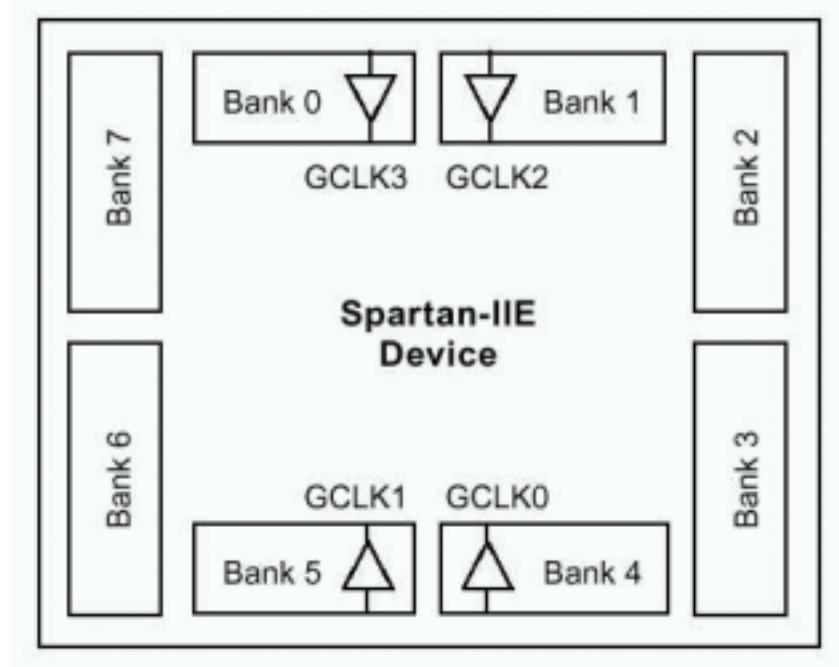 Bank 0
Bank 1
GCLK3
GCLK2
Bank 7
Bank 2
Spartan-IIE
Device
Bank 6
Bank 3
GCLK1
GCLK0
Bank 5
Bank 4